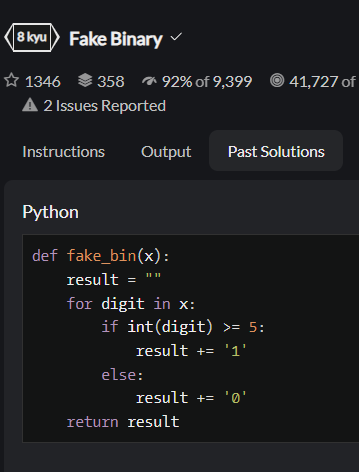 8 kyu Fake Binary
1346 358 92% of 9,399 41,727 of
2 Issues Reported
Instructions Output Past Solutions
Python
def fake_bin(x):
    result = ""
    for digit in x:
        if int(digit) >= 5:
            result += '1'
        else:
            result += '0'
    return result